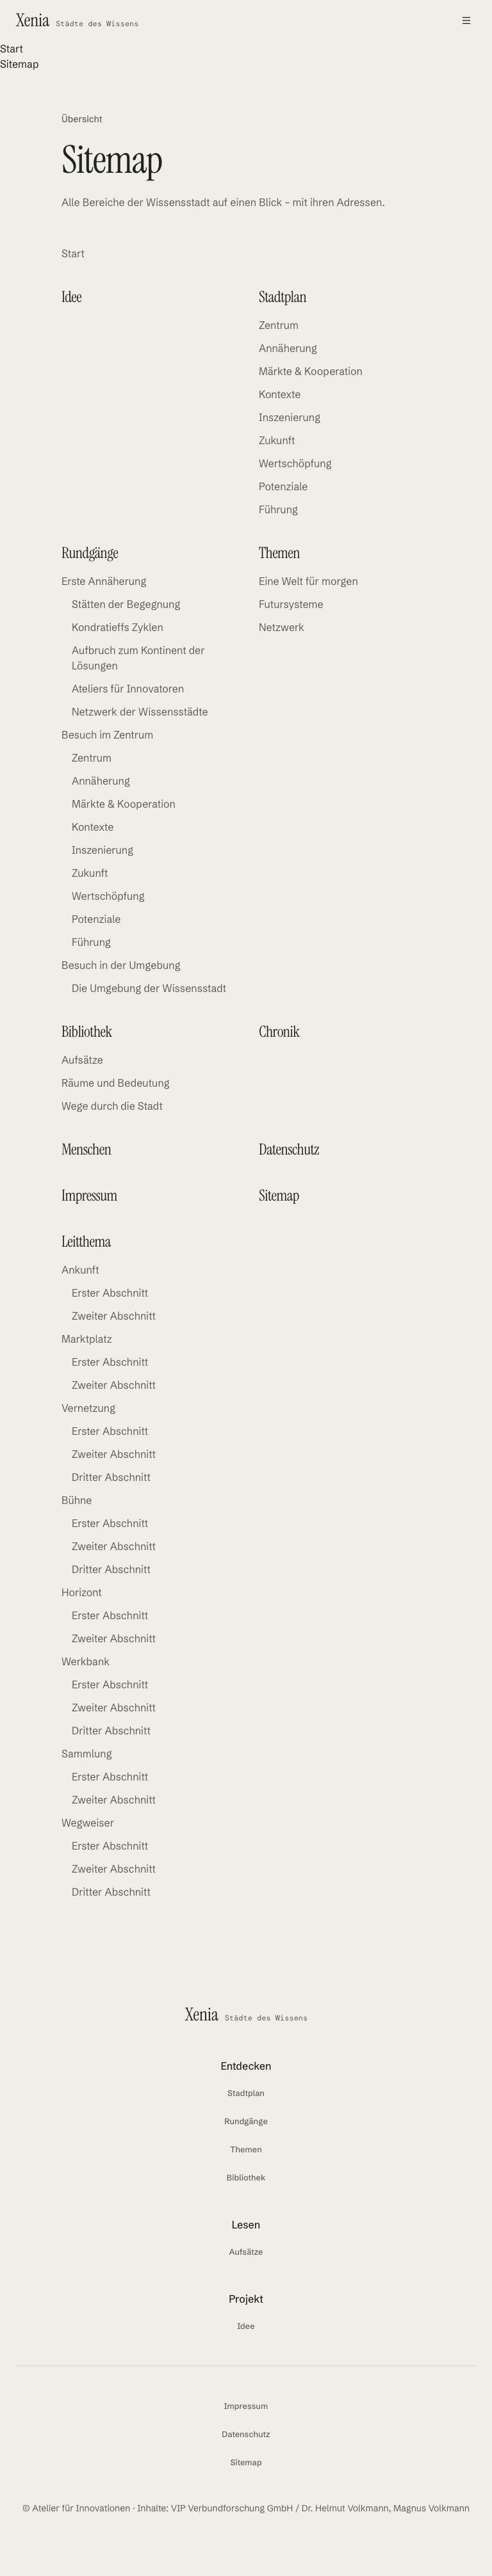 Xenia Städte des Wissens
☰
Start
Sitemap
Übersicht
Sitemap
Alle Bereiche der Wissensstadt auf einen Blick – mit ihren Adressen.
Start
Idee
Stadtplan
Zentrum
Annäherung
Märkte & Kooperation
Kontexte
Inszenierung
Zukunft
Wertschöpfung
Potenziale
Führung
Rundgänge
Erste Annäherung
Stätten der Begegnung
Kondratieffs Zyklen
Aufbruch zum Kontinent der
Lösungen
Ateliers für Innovatoren
Netzwerk der Wissensstädte
Besuch im Zentrum
Zentrum
Annäherung
Märkte & Kooperation
Kontexte
Inszenierung
Zukunft
Wertschöpfung
Potenziale
Führung
Besuch in der Umgebung
Die Umgebung der Wissensstadt
Themen
Eine Welt für morgen
Futursysteme
Netzwerk
Bibliothek
Aufsätze
Räume und Bedeutung
Wege durch die Stadt
Chronik
Menschen
Datenschutz
Impressum
Sitemap
Leitthema
Ankunft
Erster Abschnitt
Zweiter Abschnitt
Marktplatz
Erster Abschnitt
Zweiter Abschnitt
Vernetzung
Erster Abschnitt
Zweiter Abschnitt
Dritter Abschnitt
Bühne
Erster Abschnitt
Zweiter Abschnitt
Dritter Abschnitt
Horizont
Erster Abschnitt
Zweiter Abschnitt
Werkbank
Erster Abschnitt
Zweiter Abschnitt
Dritter Abschnitt
Sammlung
Erster Abschnitt
Zweiter Abschnitt
Wegweiser
Erster Abschnitt
Zweiter Abschnitt
Dritter Abschnitt
Xenia Städte des Wissens
Entdecken
Stadtplan
Rundgänge
Themen
Bibliothek
Lesen
Aufsätze
Projekt
Idee
Impressum
Datenschutz
Sitemap
© Atelier für Innovationen · Inhalte: VIP Verbundforschung GmbH / Dr. Helmut Volkmann, Magnus Volkmann